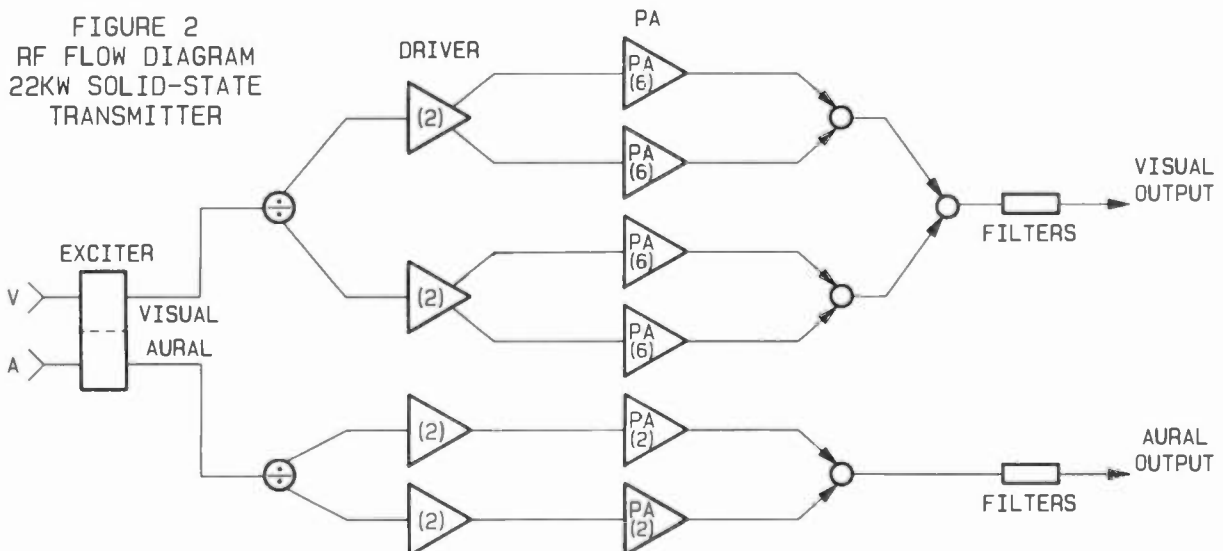 FIGURE 2
RF FLOW DIAGRAM
22KW SOLID-STATE
TRANSMITTER
DRIVER
PA
(2)
PA
(6)
PA
(6)
÷
VISUAL
OUTPUT
FILTERS
EXCITER
V
VISUAL
(2)
PA
(6)
PA
(6)
A
AURAL
÷
(2)
PA
(2)
(2)
PA
(2)
AURAL
OUTPUT
FILTERS